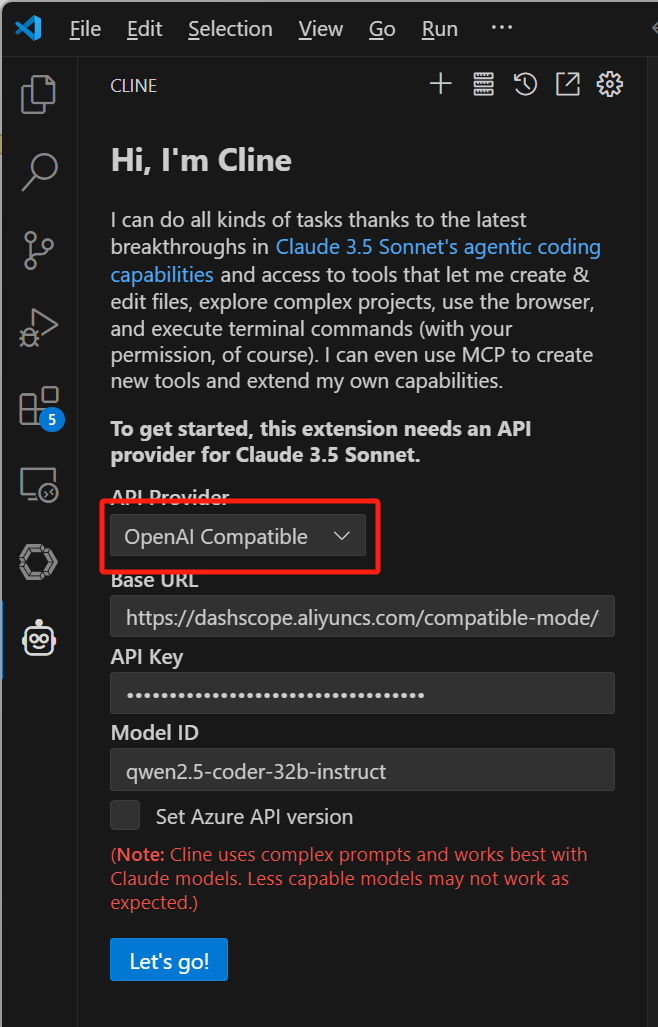 File Edit Selection View Go Run ···
CLINE
Hi, I'm Cline
I can do all kinds of tasks thanks to the latest
breakthroughs in Claude 3.5 Sonnet's agentic coding
capabilities and access to tools that let me create &
edit files, explore complex projects, use the browser,
and execute terminal commands (with your
permission, of course). I can even use MCP to create
new tools and extend my own capabilities.
To get started, this extension needs an API
provider for Claude 3.5 Sonnet.
API Provider
OpenAI Compatible
Base URL
https://dashscope.aliyuncs.com/compatible-mode/
API Key
•••••••••••••••••••••••••••••••••••
Model ID
qwen2.5-coder-32b-instruct
Set Azure API version
(Note: Cline uses complex prompts and works best with
Claude models. Less capable models may not work as
expected.)
Let's go!
5